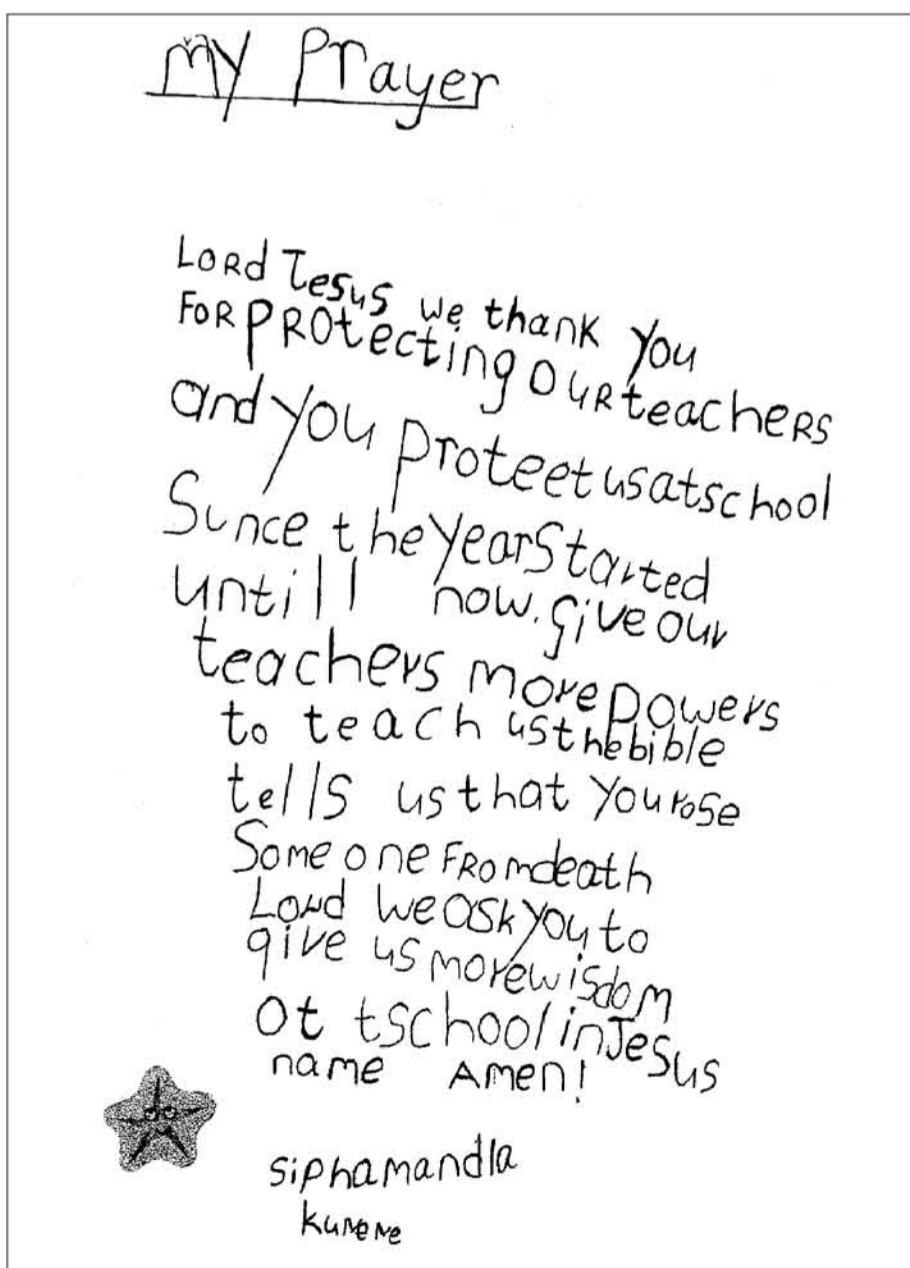 My Prayer
Lord Jesus we thank you
For protecting our teachers
and you proteet us at school
Since the year started
untill now. give our
teachers more powers
to teach us the bible
tells us that you rose
Some one From death
Lord we ask you to
give us more wisdom
ot tschool in Jesus
name Amen!
siphamandla
kunene